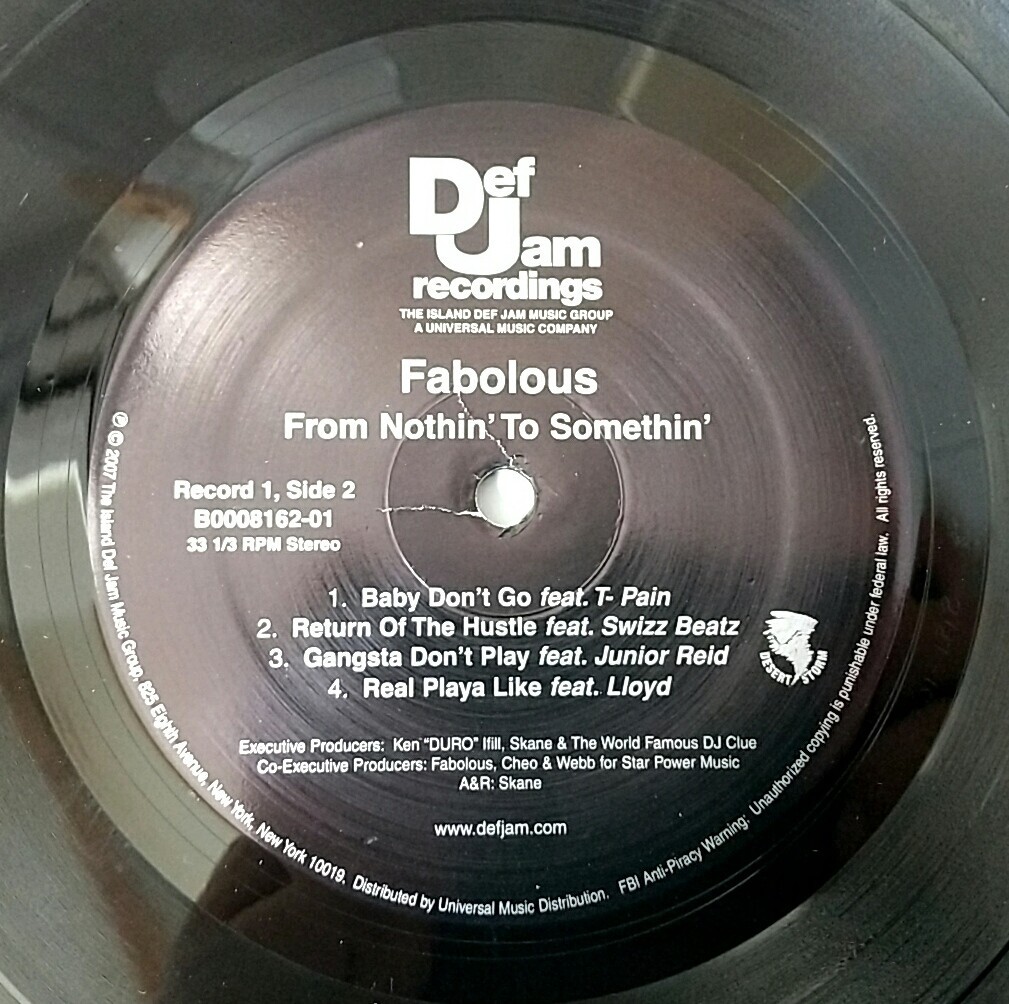 Def Jam
recordings
THE ISLAND DEF JAM MUSIC GROUP
A UNIVERSAL MUSIC COMPANY
Fabolous
From Nothin' To Somethin'
Record 1, Side 2
B0008162-01
33 1/3 RPM Stereo
1. Baby Don't Go feat. T- Pain
2. Return Of The Hustle feat. Swizz Beatz
3. Gangsta Don't Play feat. Junior Reid
4. Real Playa Like feat. Lloyd
DESERT STORM
Executive Producers: Ken "DURO" Ifill, Skane & The World Famous DJ Clue
Co-Executive Producers: Fabolous, Cheo & Webb for Star Power Music
A&R: Skane
www.defjam.com
℗ © 2007 The Island Def Jam Music Group, 825 Eighth Avenue, New York, New York 10019. Distributed by Universal Music Distribution. FBI Anti-Piracy Warning: Unauthorized copying is punishable under federal law. All rights reserved.